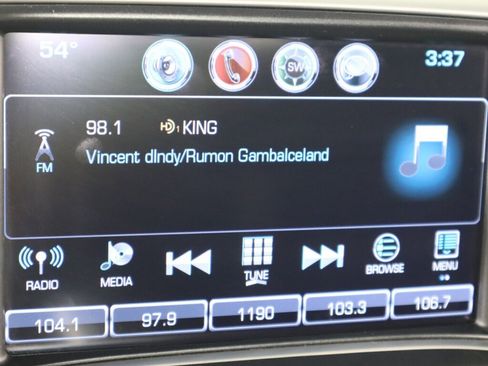 54° SW 3:37
98.1 HD1 KING
FM
Vincent dIndy/Rumon Gambalceland
RADIO MEDIA TUNE BROWSE MENU
104.1 97.9 1190 103.3 106.7